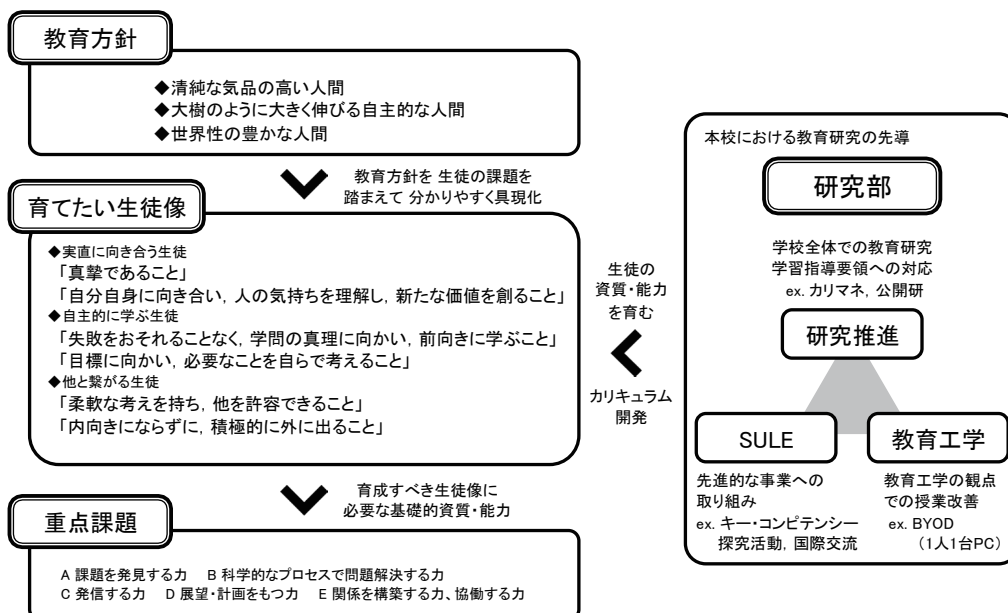 教育方針
◆清純な気品の高い人間
◆大樹のように大きく伸びる自主的な人間
◆世界性の豊かな人間
教育方針を 生徒の課題を
踏まえて 分かりやすく具現化
育てたい生徒像
◆実直に向き合う生徒
「真摯であること」
「自分自身に向き合い，人の気持ちを理解し，新たな価値を創ること」
◆自主的に学ぶ生徒
「失敗をおそれることなく，学問の真理に向かい，前向きに学ぶこと」
「目標に向かい，必要なことを自らで考えること」
◆他と繋がる生徒
「柔軟な考えを持ち，他を許容できること」
「内向きにならずに，積極的に外に出ること」
育成すべき生徒像に
必要な基礎的資質・能力
重点課題
A 課題を発見する力　B 科学的なプロセスで問題解決する力
C 発信する力　D 展望・計画をもつ力　E 関係を構築する力、協働する力
生徒の
資質・能力
を育む
カリキュラム
開発
本校における教育研究の先導
研究部
学校全体での教育研究
学習指導要領への対応
ex. カリマネ，公開研
研究推進
SULE
先進的な事業への
取り組み
ex. キー・コンピテンシー
探究活動，国際交流
教育工学
教育工学の観点
での授業改善
ex. BYOD
（1人1台PC）